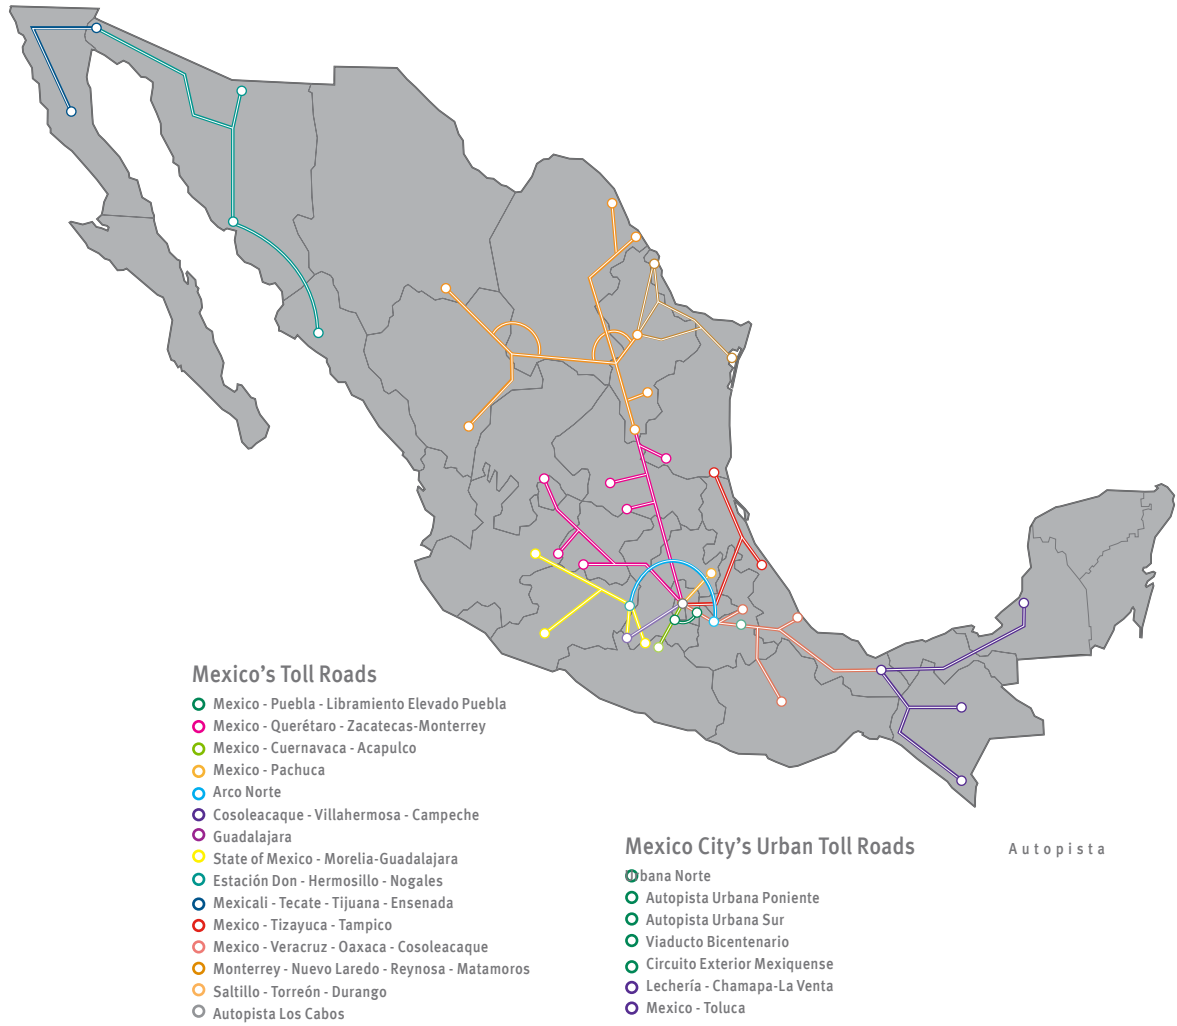 Mexico's Toll Roads
Mexico - Puebla - Libramiento Elevado Puebla
Mexico - Querétaro - Zacatecas-Monterrey
Mexico - Cuernavaca - Acapulco
Mexico - Pachuca
Arco Norte
Cosoleacaque - Villahermosa - Campeche
Guadalajara
State of Mexico - Morelia-Guadalajara
Estación Don - Hermosillo - Nogales
Mexicali - Tecate - Tijuana - Ensenada
Mexico - Tizayuca - Tampico
Mexico - Veracruz - Oaxaca - Cosoleacaque
Monterrey - Nuevo Laredo - Reynosa - Matamoros
Saltillo - Torreón - Durango
Autopista Los Cabos
Mexico City's Urban Toll Roads
Autopista
Urbana Norte
Autopista Urbana Poniente
Autopista Urbana Sur
Viaducto Bicentenario
Circuito Exterior Mexiquense
Lechería - Chamapa-La Venta
Mexico - Toluca